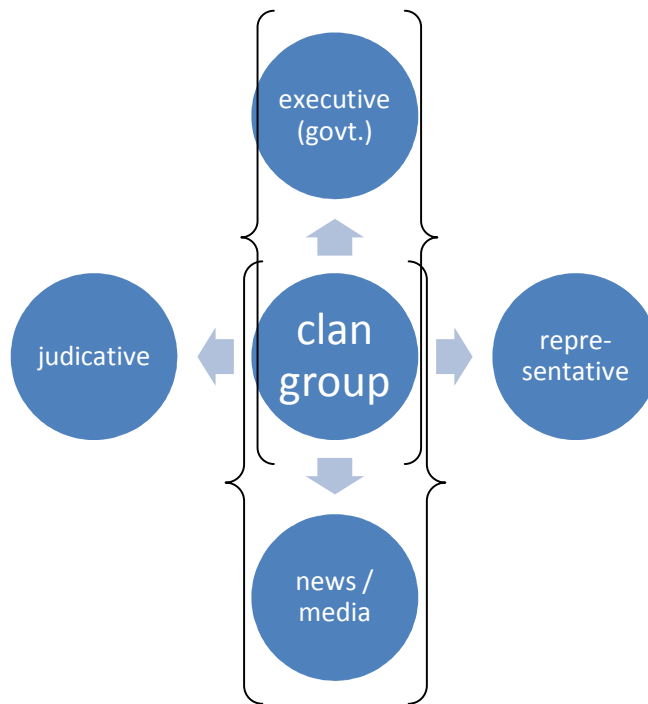 executive
(govt.)
judicative
clan
group
repre-
sentative
news /
media